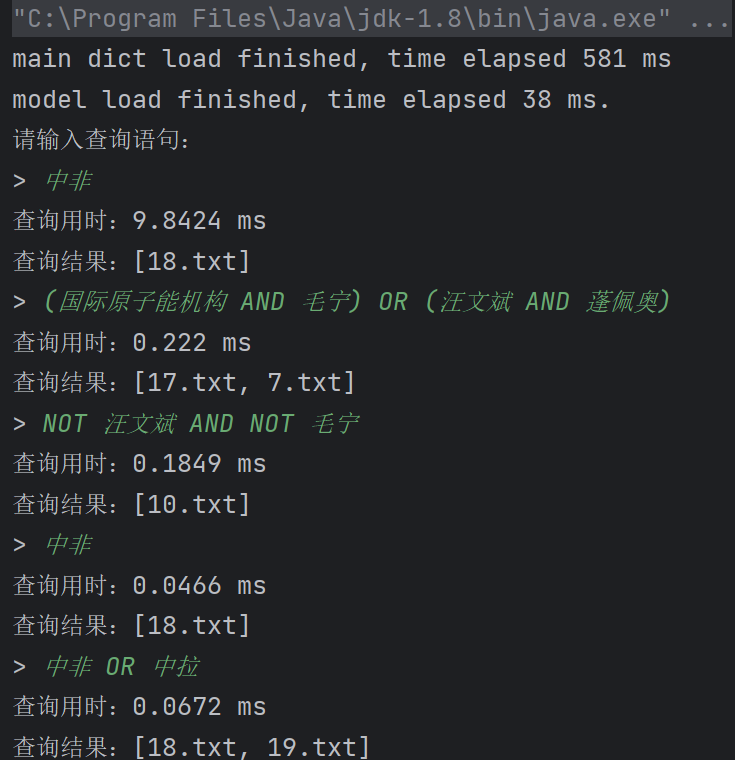 "C:\Program Files\Java\jdk-1.8\bin\java.exe" ...
main dict load finished, time elapsed 581 ms
model load finished, time elapsed 38 ms.
请输入查询语句:
> 中非
查询用时：9.8424 ms
查询结果：[18.txt]
> (国际原子能机构 AND 毛宁) OR (汪文斌 AND 蓬佩奥)
查询用时：0.222 ms
查询结果：[17.txt, 7.txt]
> NOT 汪文斌 AND NOT 毛宁
查询用时：0.1849 ms
查询结果：[10.txt]
> 中非
查询用时：0.0466 ms
查询结果：[18.txt]
> 中非 OR 中拉
查询用时：0.0672 ms
查询结果：[18.txt, 19.txt]